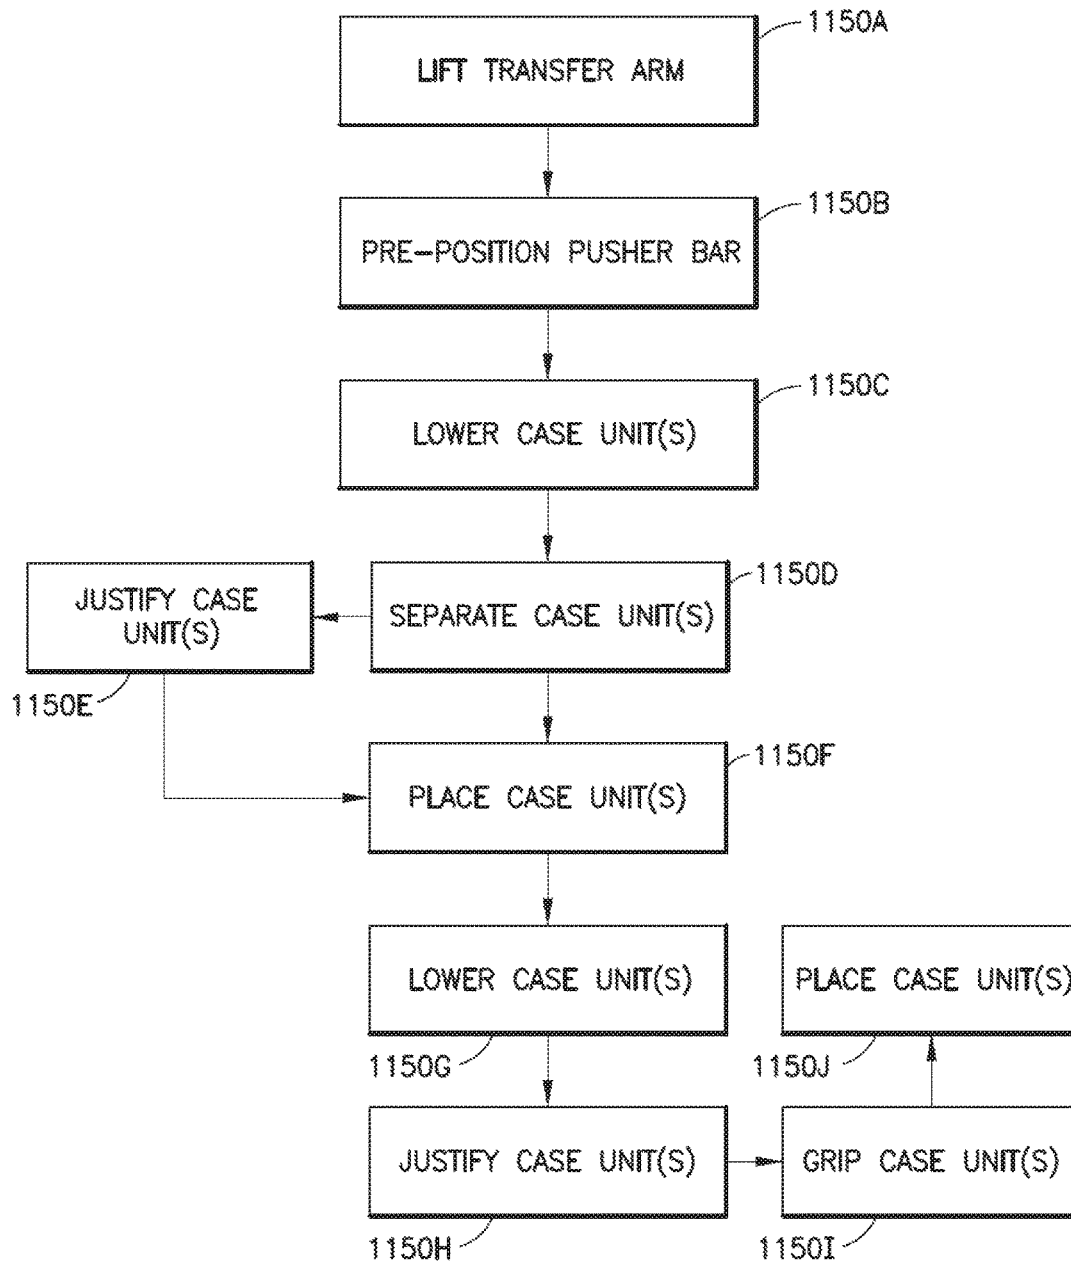 1150A
LIFT TRANSFER ARM
1150B
PRE-POSITION PUSHER BAR
1150C
LOWER CASE UNIT(S)
1150D
SEPARATE CASE UNIT(S)
JUSTIFY CASE
UNIT(S)
1150E
1150F
PLACE CASE UNIT(S)
LOWER CASE UNIT(S)
1150G
PLACE CASE UNIT(S)
1150J
JUSTIFY CASE UNIT(S)
1150H
GRIP CASE UNIT(S)
1150I